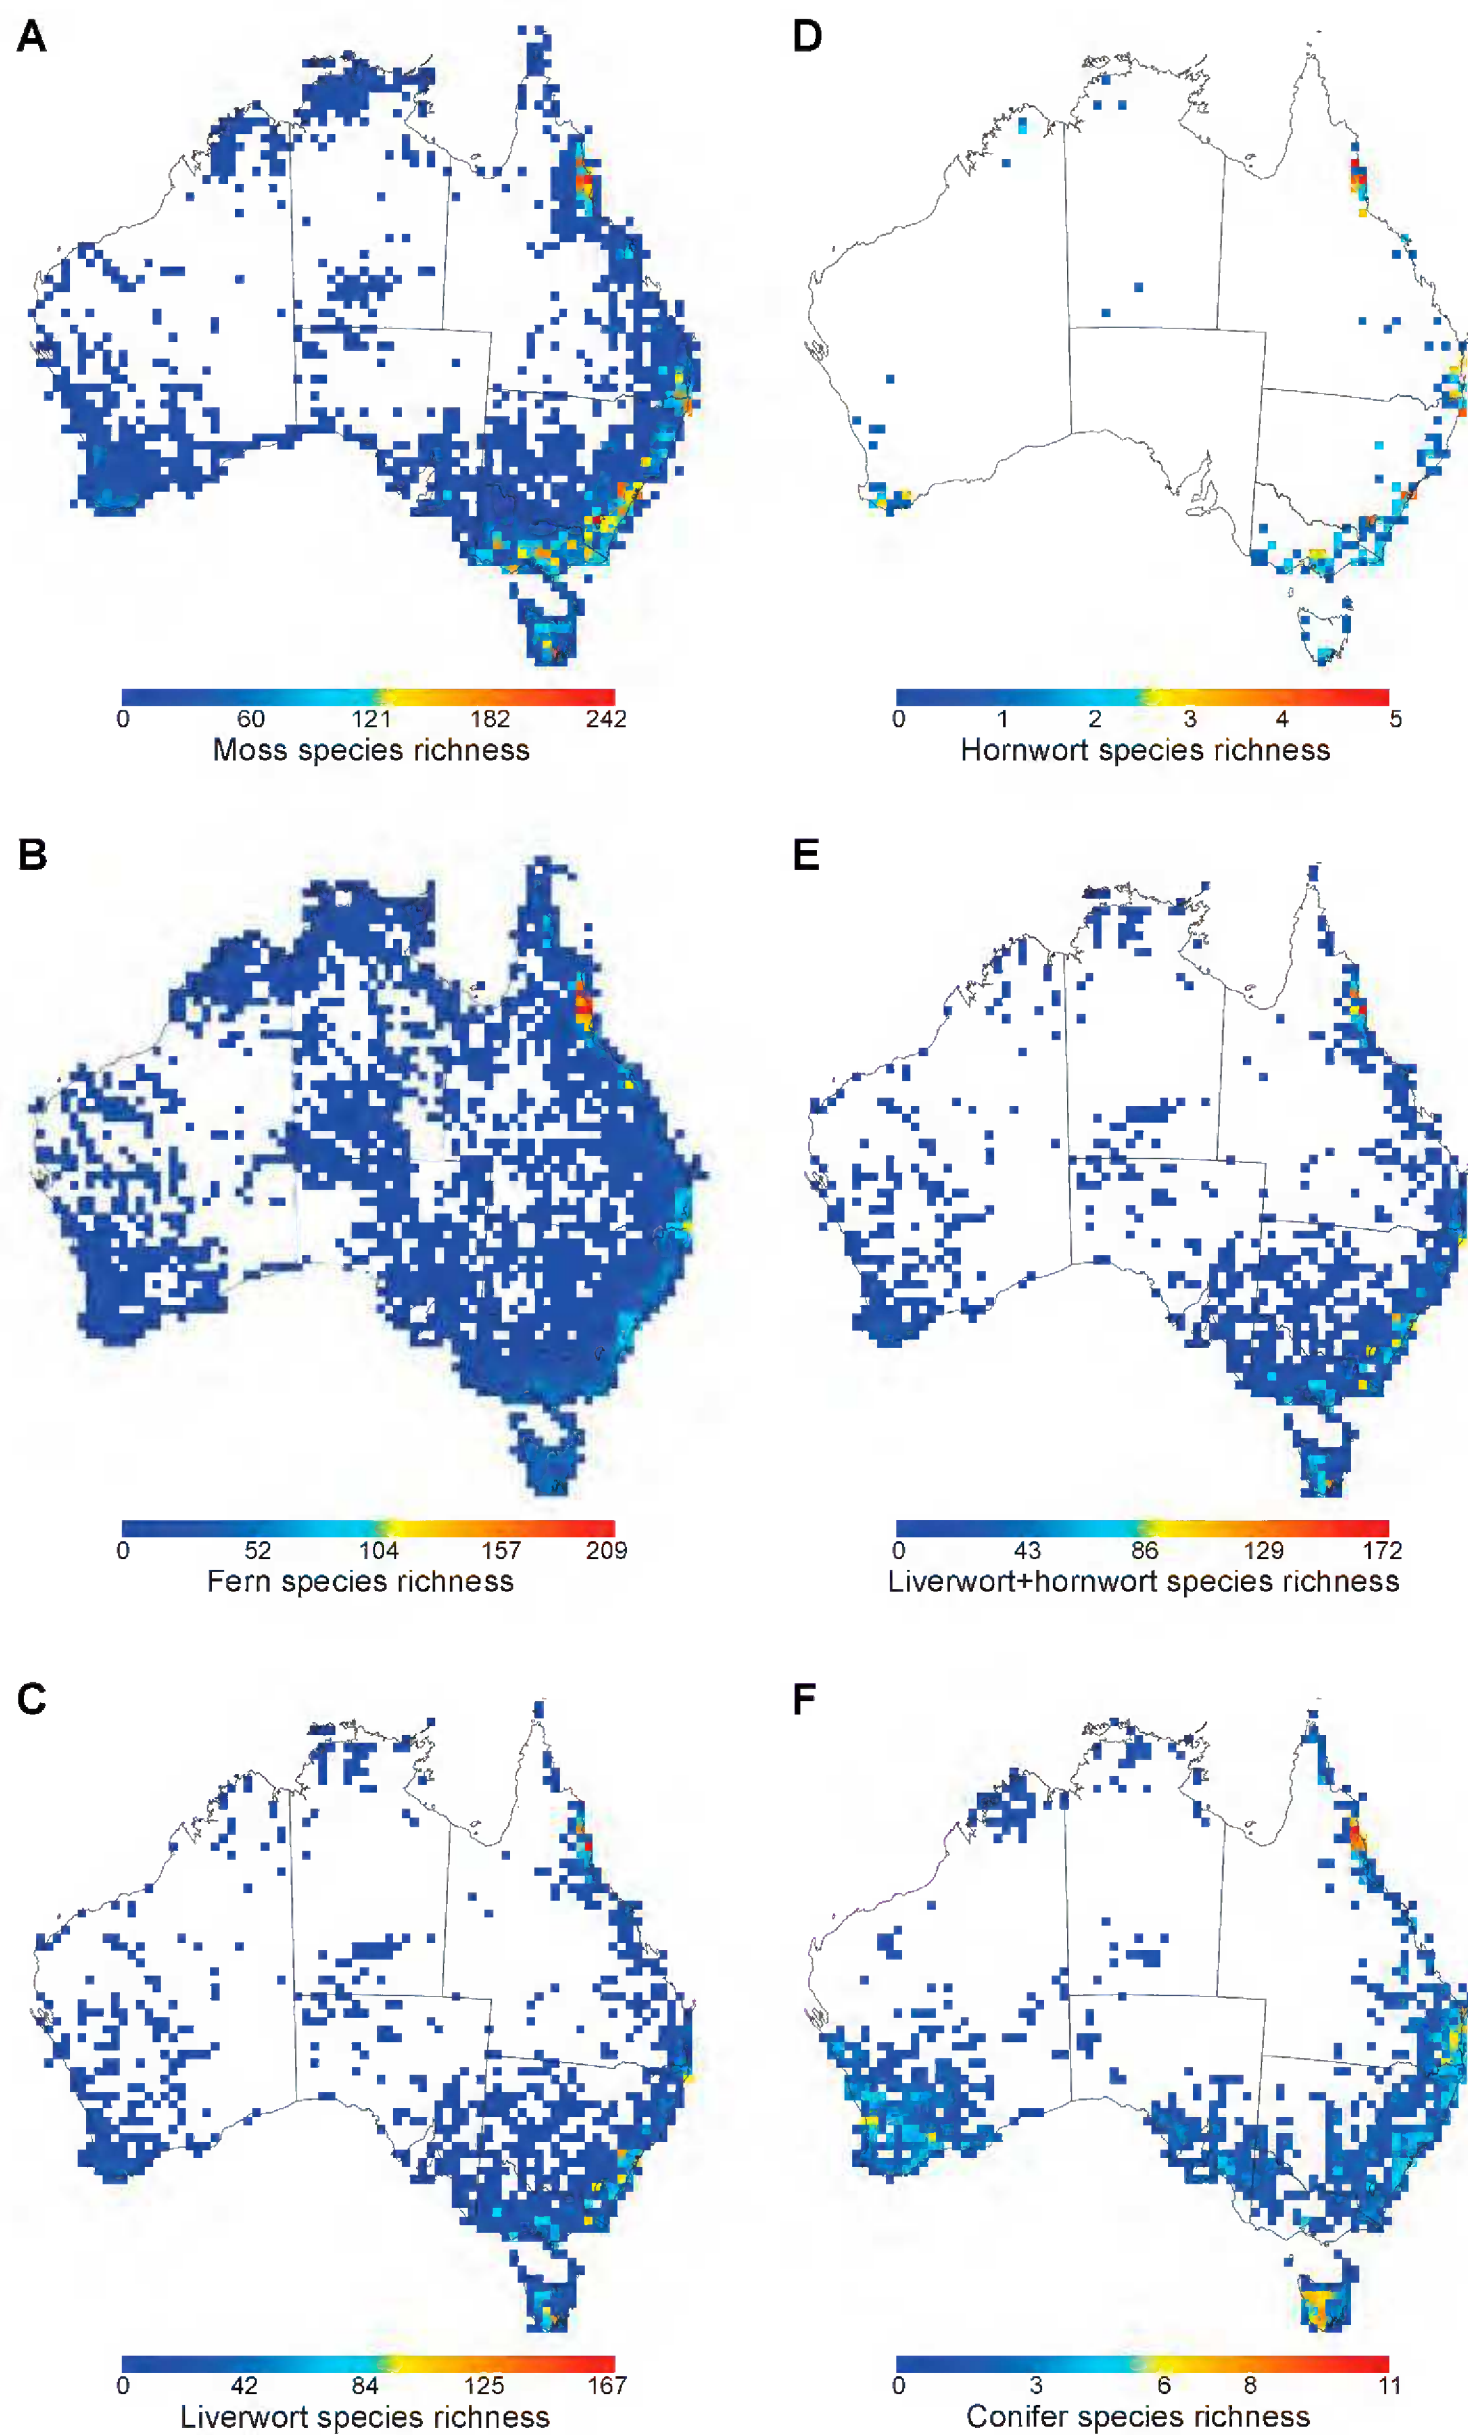 A
0 60 121 182 242
Moss species richness
D
0 1 2 3 4 5
Hornwort species richness
B
0 52 104 157 209
Fern species richness
E
0 43 86 129 172
Liverwort+hornwort species richness
C
0 42 84 125 167
Liverwort species richness
F
0 3 6 8 11
Conifer species richness